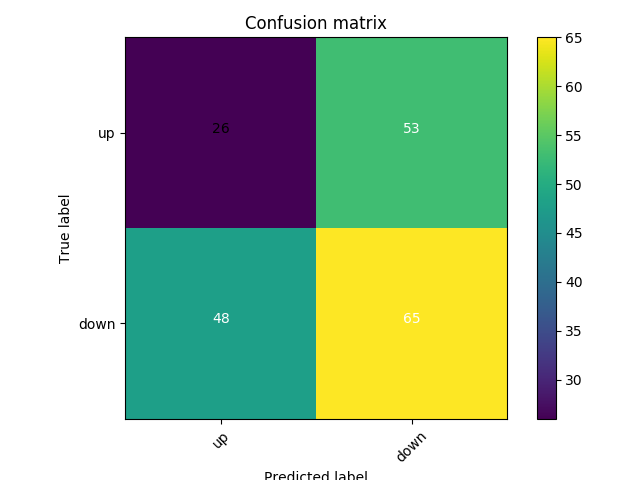 Confusion matrix
True label
up
26
53
down
48
65
up
down
Predicted label
65
60
55
50
45
40
35
30